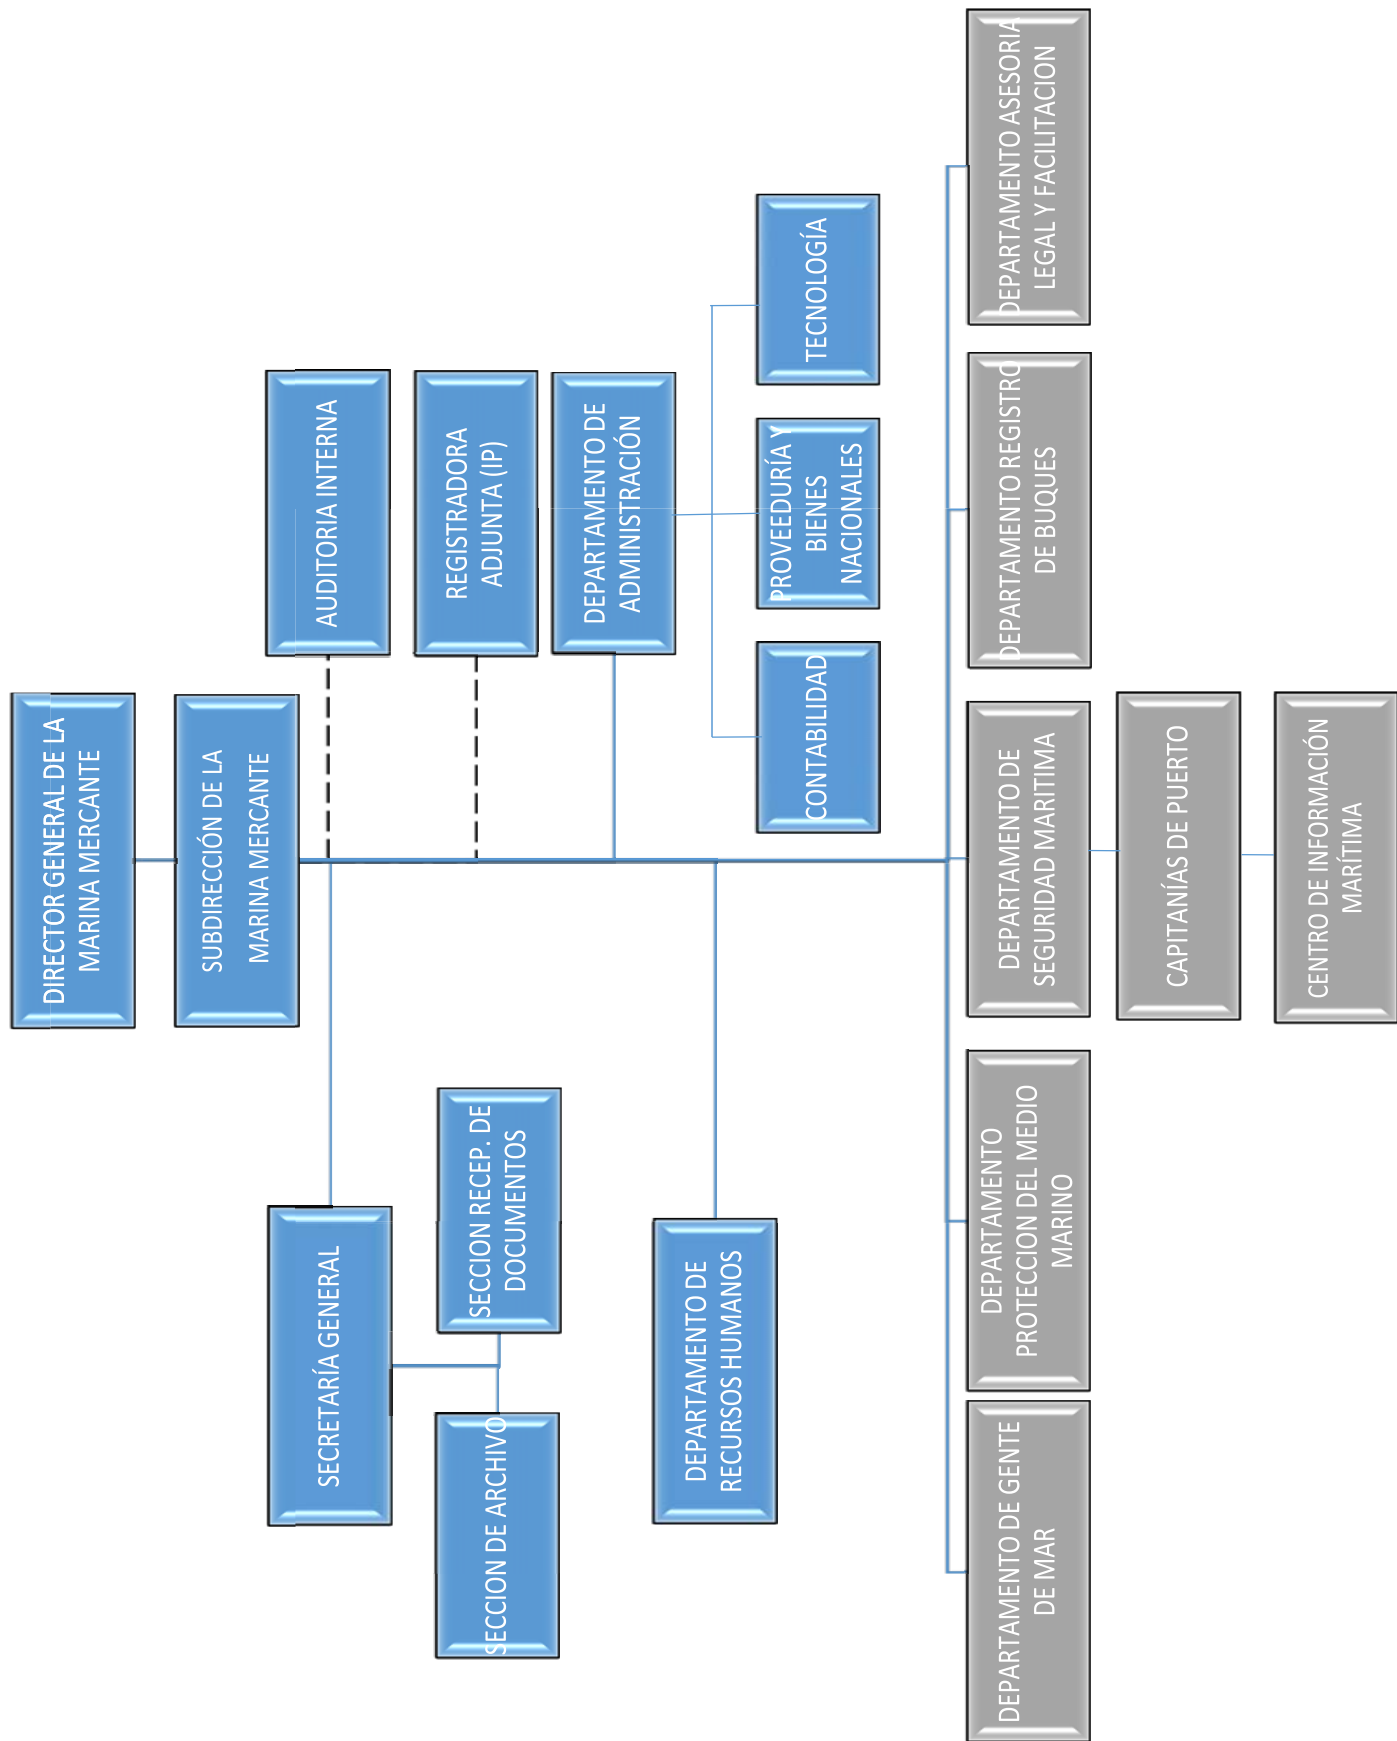 DIRECTOR GENERAL DE LA
MARINA MERCANTE
SUBDIRECCIÓN DE LA
MARINA MERCANTE
SECRETARÍA GENERAL
AUDITORIA INTERNA
SECCION DE ARCHIVO
SECCION RECEP. DE
DOCUMENTOS
REGISTRADORA
ADJUNTA (IP)
DEPARTAMENTO DE
ADMINISTRACIÓN
DEPARTAMENTO DE
RECURSOS HUMANOS
CONTABILIDAD
PROVEEDURÍA Y
BIENES
NACIONALES
TECNOLOGÍA
DEPARTAMENTO DE GENTE
DE MAR
DEPARTAMENTO
PROTECCION DEL MEDIO
MARINO
DEPARTAMENTO DE
SEGURIDAD MARITIMA
DEPARTAMENTO REGISTRO
DE BUQUES
DEPARTAMENTO ASESORIA
LEGAL Y FACILITACION
CAPITANÍAS DE PUERTO
CENTRO DE INFORMACIÓN
MARÍTIMA